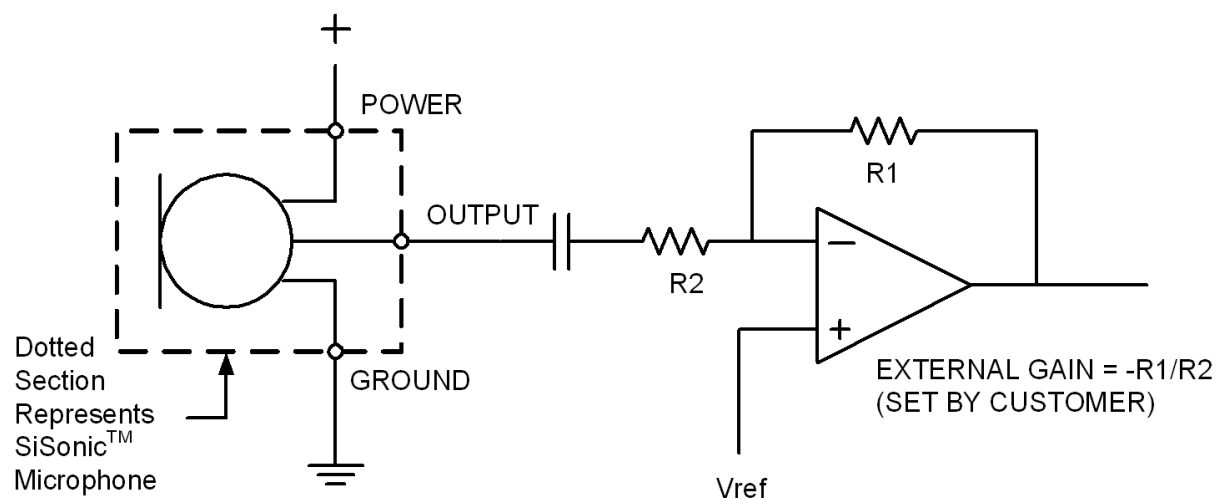 +
POWER
R1
OUTPUT
R2
−
+
Dotted
Section
Represents
SiSonic™
Microphone
GROUND
EXTERNAL GAIN = -R1/R2
(SET BY CUSTOMER)
Vref